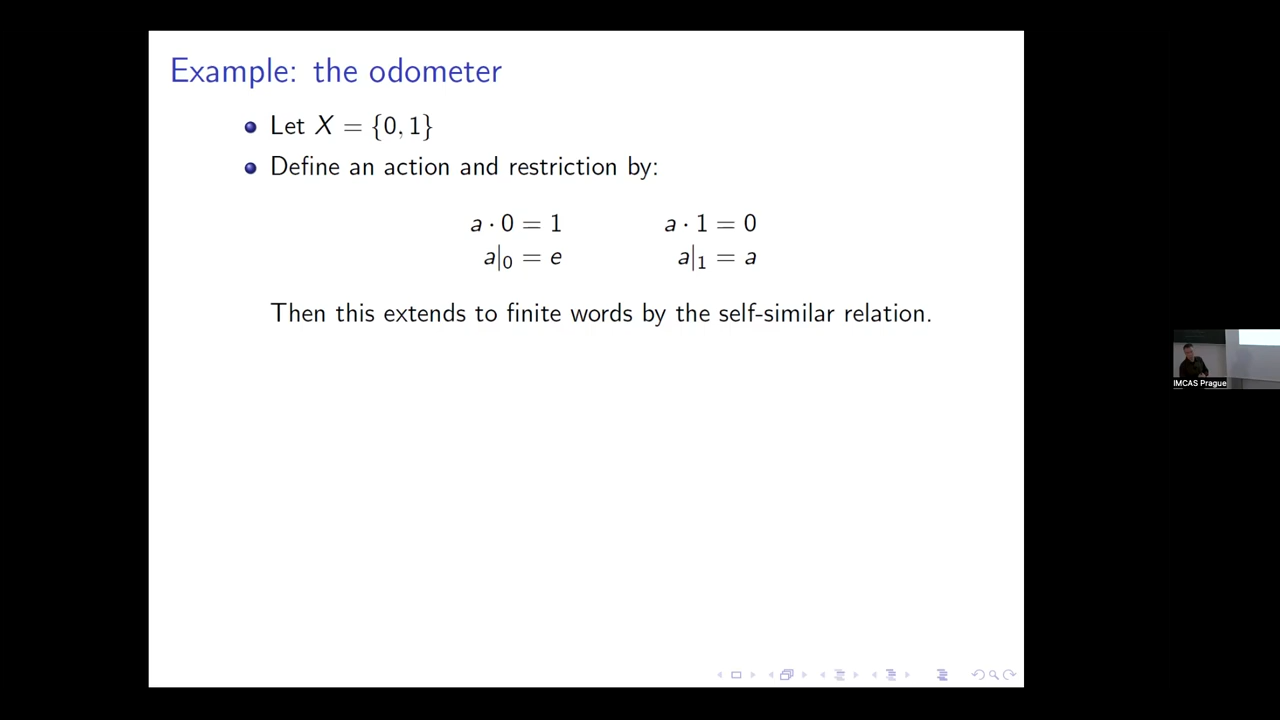 Example: the odometer
Let X = {0, 1}
Define an action and restriction by:
a · 0 = 1 a · 1 = 0
a|₀ = e a|₁ = a
Then this extends to finite words by the self-similar relation.
IMCAS Prague